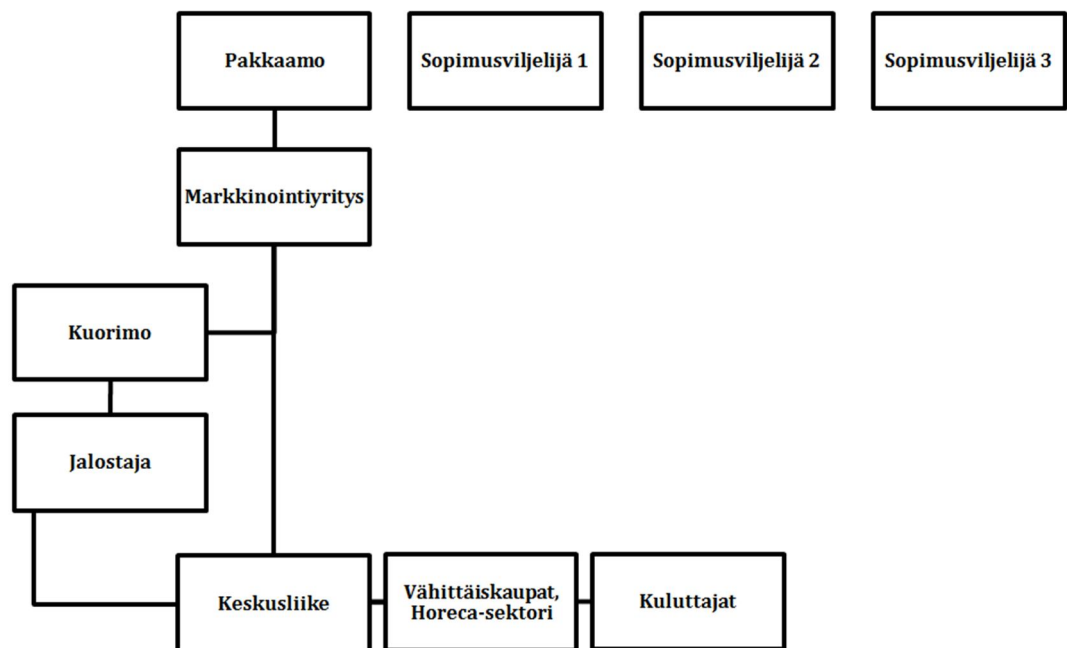 Pakkaamo
Sopimusviljelijä 1
Sopimusviljelijä 2
Sopimusviljelijä 3
Markkinointiyritys
Kuorimo
Jalostaja
Keskusliike
Vähittäiskaupat,
Horeca-sektori
Kuluttajat